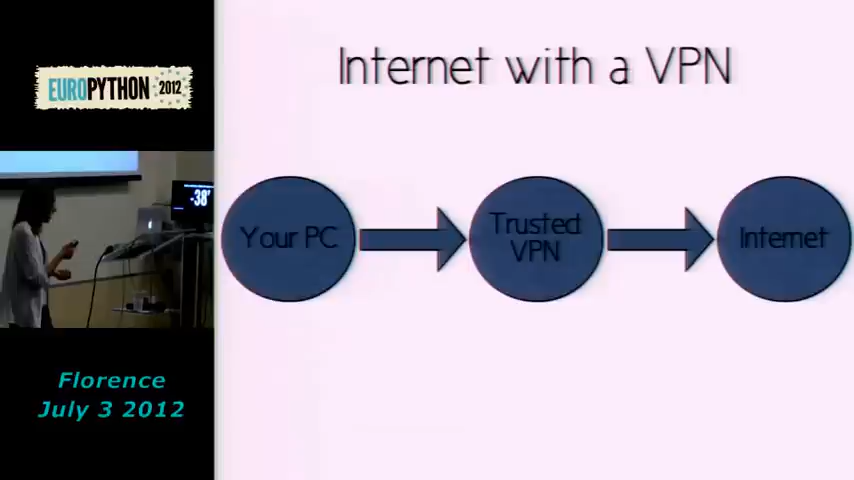 EUROPYTHON 2012
-38'
Florence
July 3 2012
Internet with a VPN
Your PC
Trusted
VPN
Internet